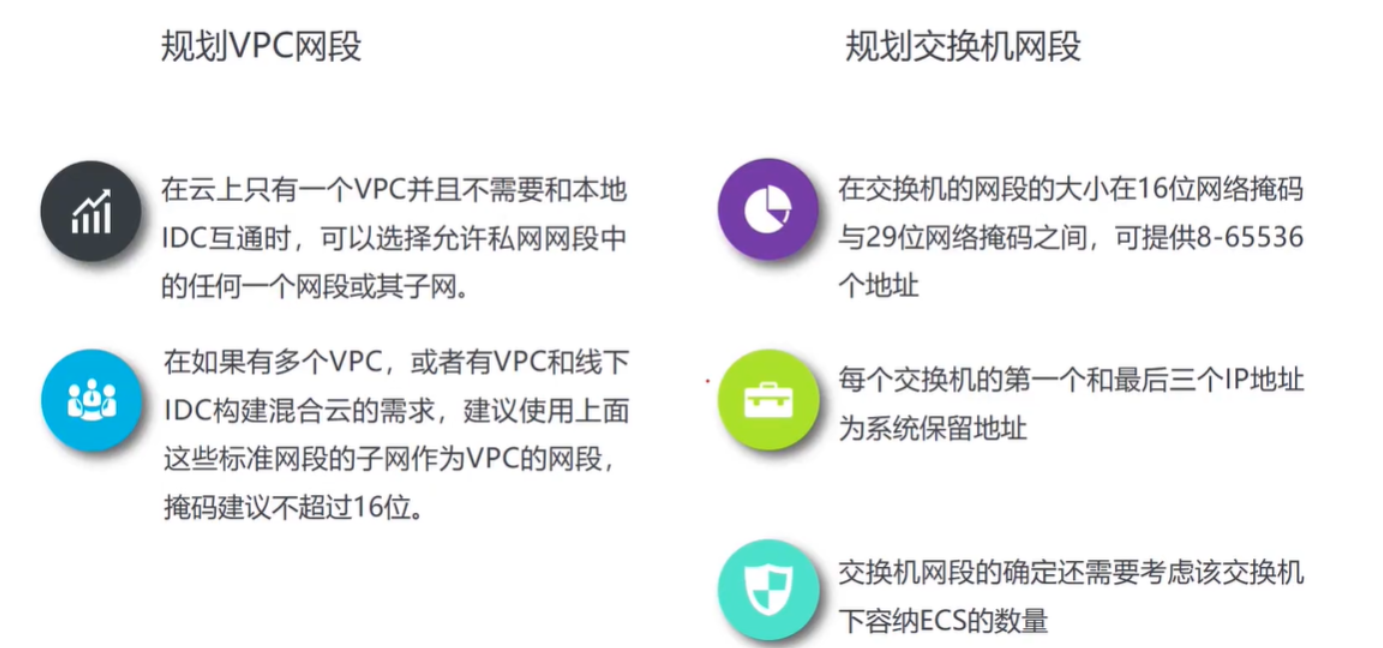 规划VPC网段
在云上只有一个VPC并且不需要和本地
IDC互通时，可以选择允许私网网段中
的任何一个网段或其子网。
在如果有多个VPC，或者有VPC和线下
IDC构建混合云的需求，建议使用上面
这些标准网段的子网作为VPC的网段，
掩码建议不超过16位。
规划交换机网段
在交换机的网段的大小在16位网络掩码
与29位网络掩码之间，可提供8-65536
个地址
每个交换机的第一个和最后三个IP地址
为系统保留地址
交换机网段的确定还需要考虑该交换机
下容纳ECS的数量